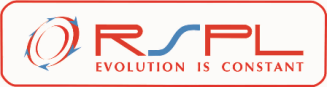 RSPL
EVOLUTION IS CONSTANT